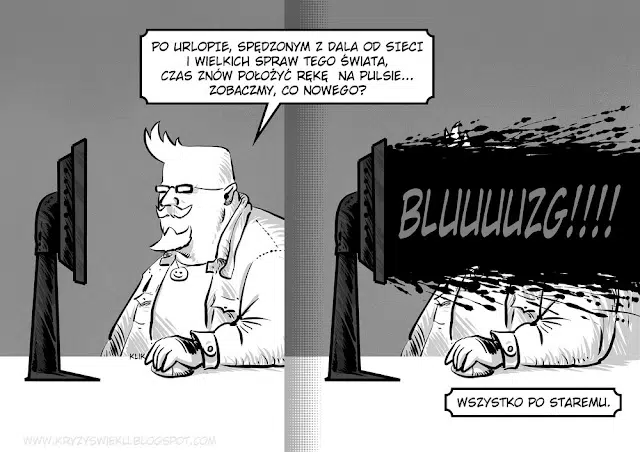 PO URLOPIE, SPĘDZONYM Z DALA OD SIECI
I WIELKICH SPRAW TEGO ŚWIATA,
CZAS ZNÓW POŁOŻYĆ RĘKĘ NA PULSIE...
ZOBACZMY, CO NOWEGO?
KLIK
BLUUUUZG!!!!
WSZYSTKO PO STAREMU.
WWW.KRYZYSWIEKU.BLOGSPOT.COM